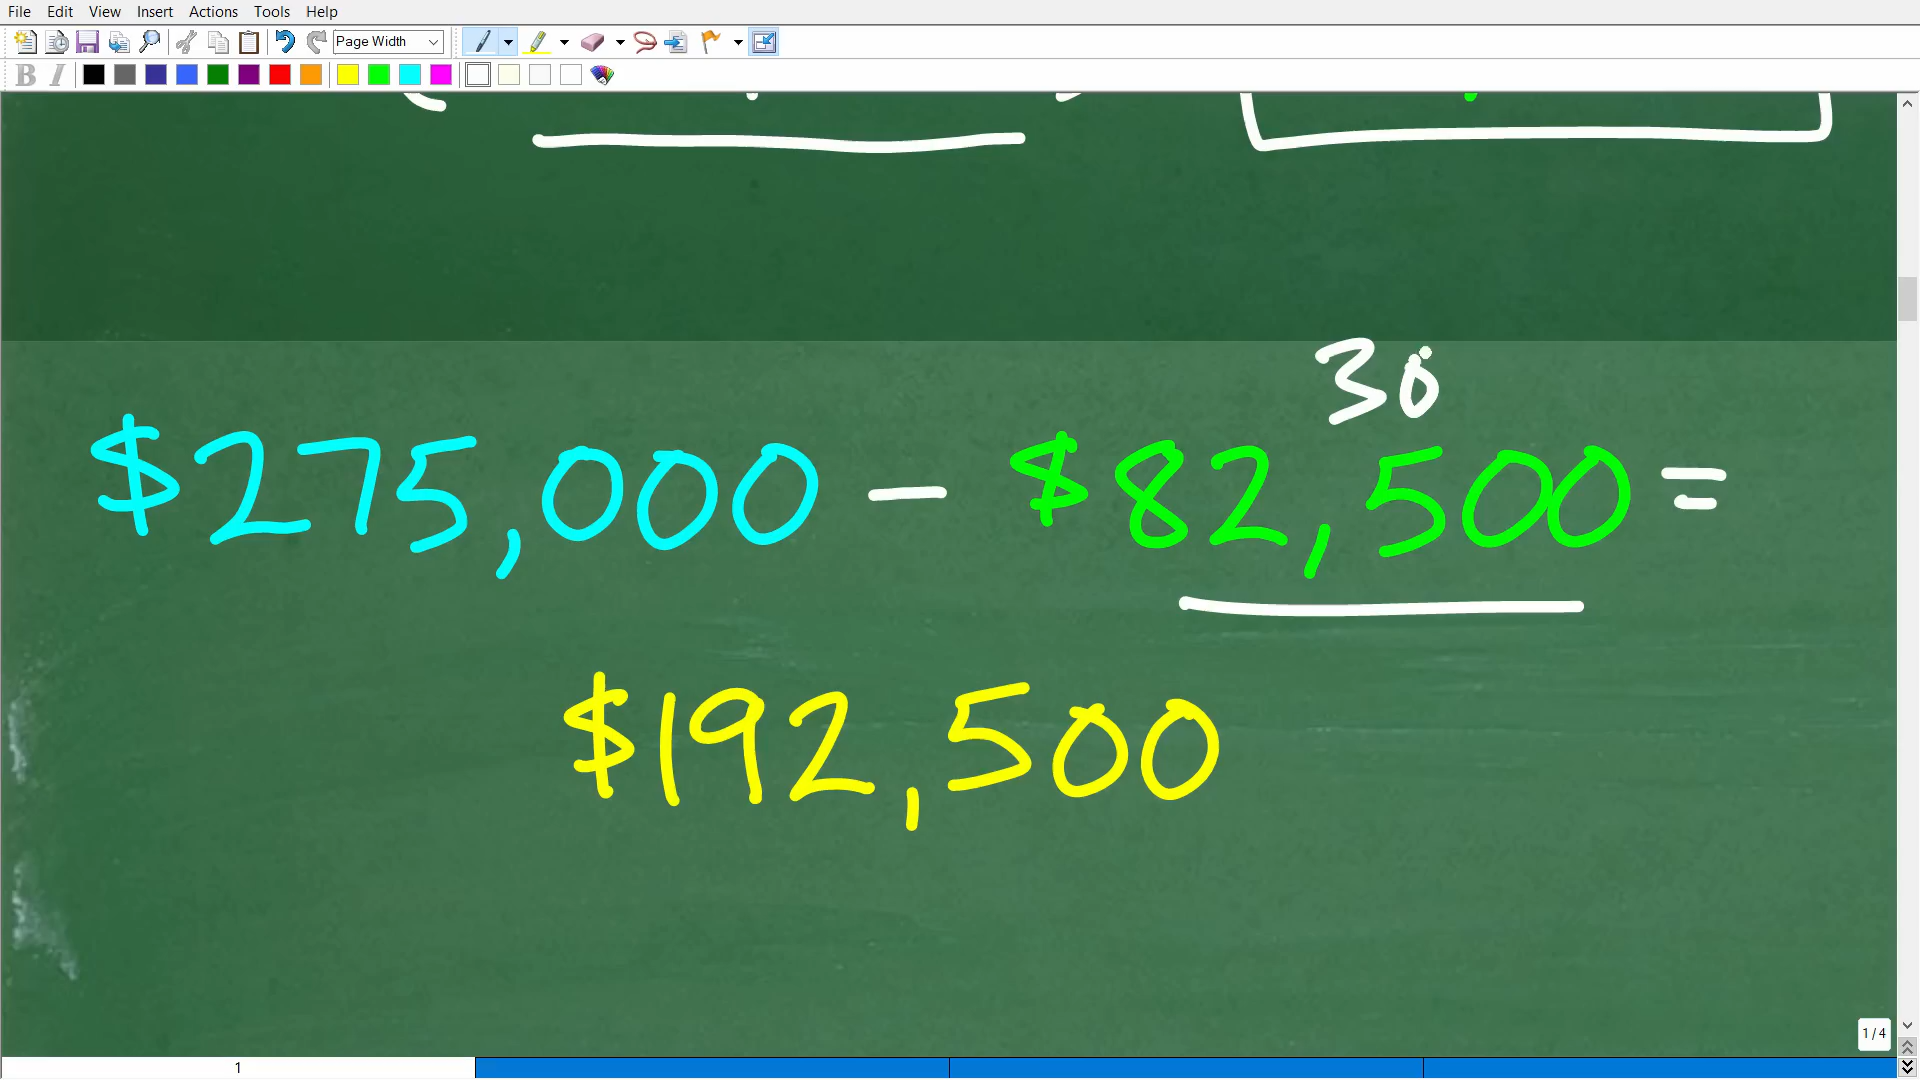 File Edit View Insert Actions Tools Help
Page Width
B I
30
$275,000 - $82,500 =
$192,500
1 / 4
1